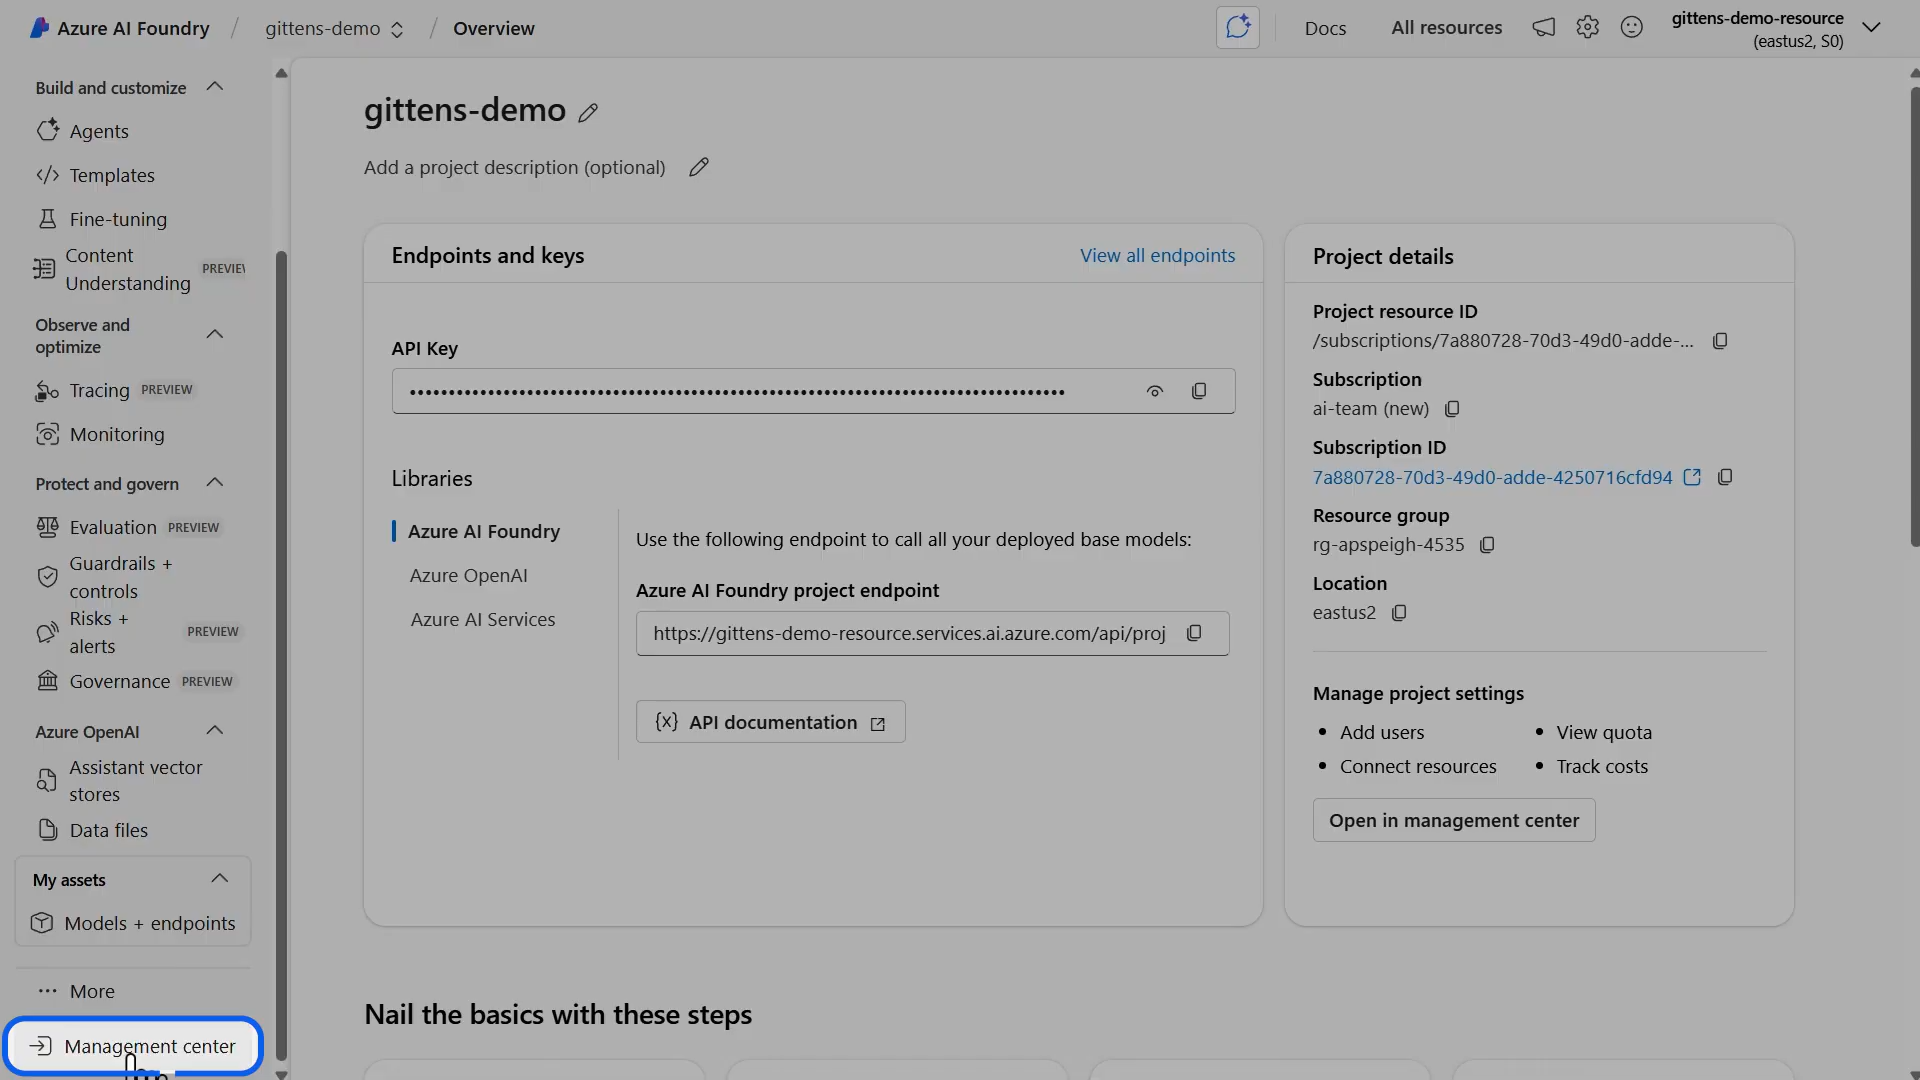 Azure AI Foundry / gittens-demo / Overview
Docs
All resources
gittens-demo-resource
(eastus2, S0)
Build and customize
Agents
Templates
Fine-tuning
Content
Understanding
PREVIEW
Observe and
optimize
Tracing PREVIEW
Monitoring
Protect and govern
Evaluation PREVIEW
Guardrails +
controls
Risks +
alerts
PREVIEW
Governance PREVIEW
Azure OpenAI
Assistant vector
stores
Data files
My assets
Models + endpoints
More
Management center
gittens-demo
Add a project description (optional)
Endpoints and keys
View all endpoints
API Key
Libraries
Azure AI Foundry
Azure OpenAI
Azure AI Services
Use the following endpoint to call all your deployed base models:
Azure AI Foundry project endpoint
https://gittens-demo-resource.services.ai.azure.com/api/proj
{x} API documentation
Project details
Project resource ID
/subscriptions/7a880728-70d3-49d0-adde-...
Subscription
ai-team (new)
Subscription ID
7a880728-70d3-49d0-adde-4250716cfd94
Resource group
rg-apspeigh-4535
Location
eastus2
Manage project settings
• Add users
• View quota
• Connect resources
• Track costs
Open in management center
Nail the basics with these steps